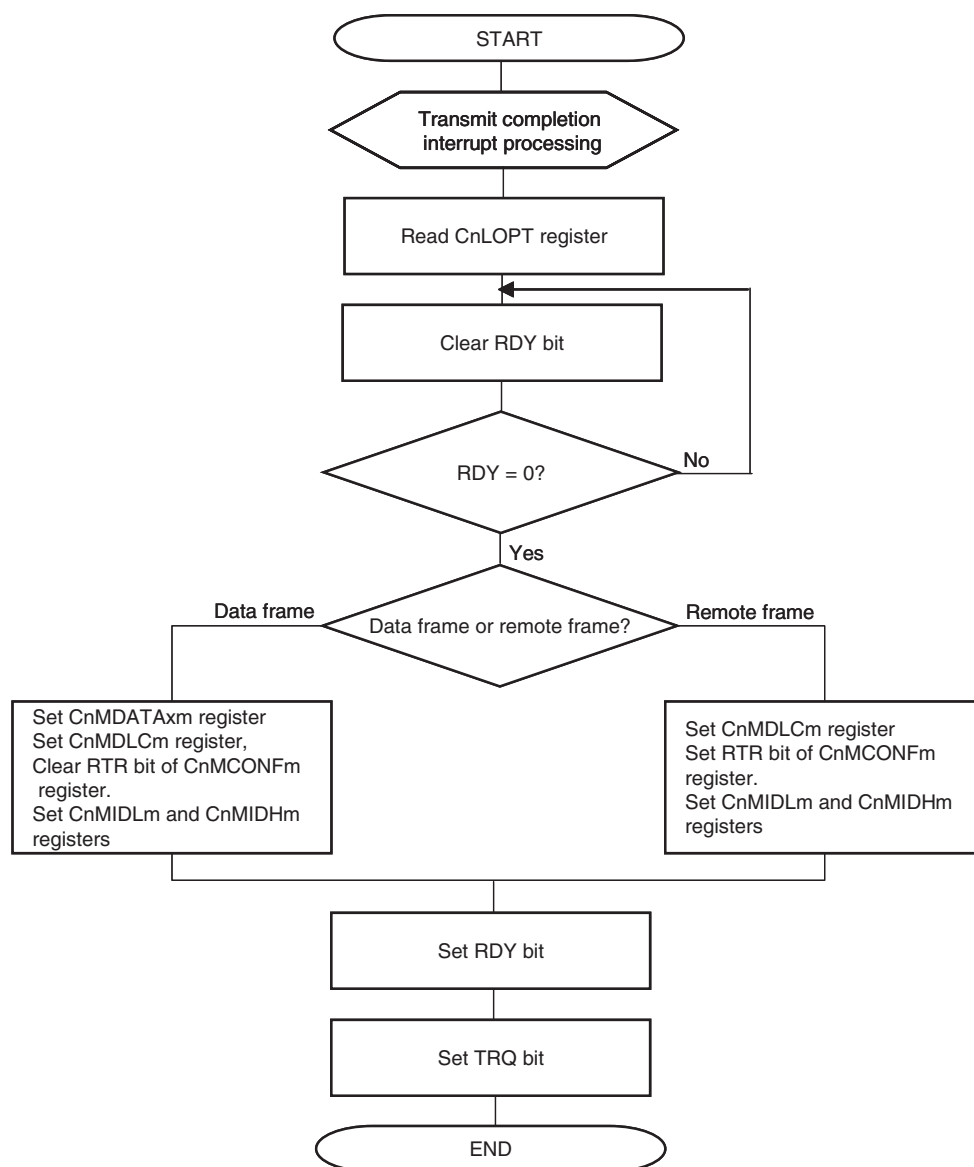 START
Transmit completion
interrupt processing
Read CnLOPT register
Clear RDY bit
RDY = 0?
No
Yes
Data frame
Data frame or remote frame?
Remote frame
Set CnMDATAxm register
Set CnMDLCm register,
Clear RTR bit of CnMCONFm
register.
Set CnMIDLm and CnMIDHm
registers
Set CnMDLCm register
Set RTR bit of CnMCONFm
register.
Set CnMIDLm and CnMIDHm
registers
Set RDY bit
Set TRQ bit
END